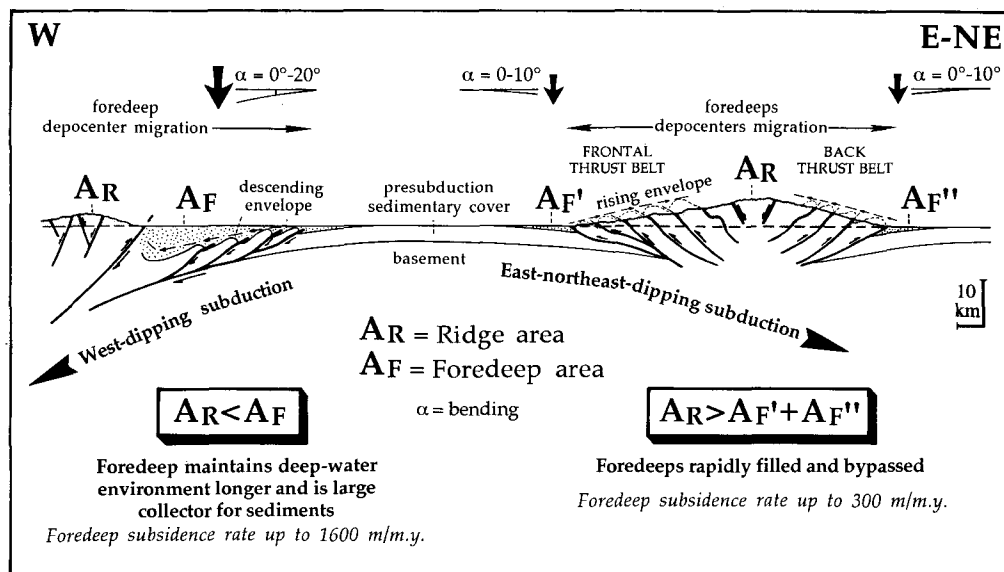 W
E-NE
α = 0°-20°
α = 0-10°
α = 0°-10°
foredeep
depocenter migration
foredeeps
depocenters migration
FRONTAL
THRUST BELT
BACK
THRUST BELT
AR
AF
descending
envelope
presubduction
sedimentary cover
AF'
rising envelope
AR
AF''
basement
West-dipping subduction
East-northeast-dipping subduction
10
km
AR = Ridge area
AF = Foredeep area
α = bending
AR<AF
AR>AF'+AF''
Foredeep maintains deep-water
environment longer and is large
collector for sediments
Foredeep subsidence rate up to 1600 m/m.y.
Foredeeps rapidly filled and bypassed
Foredeep subsidence rate up to 300 m/m.y.